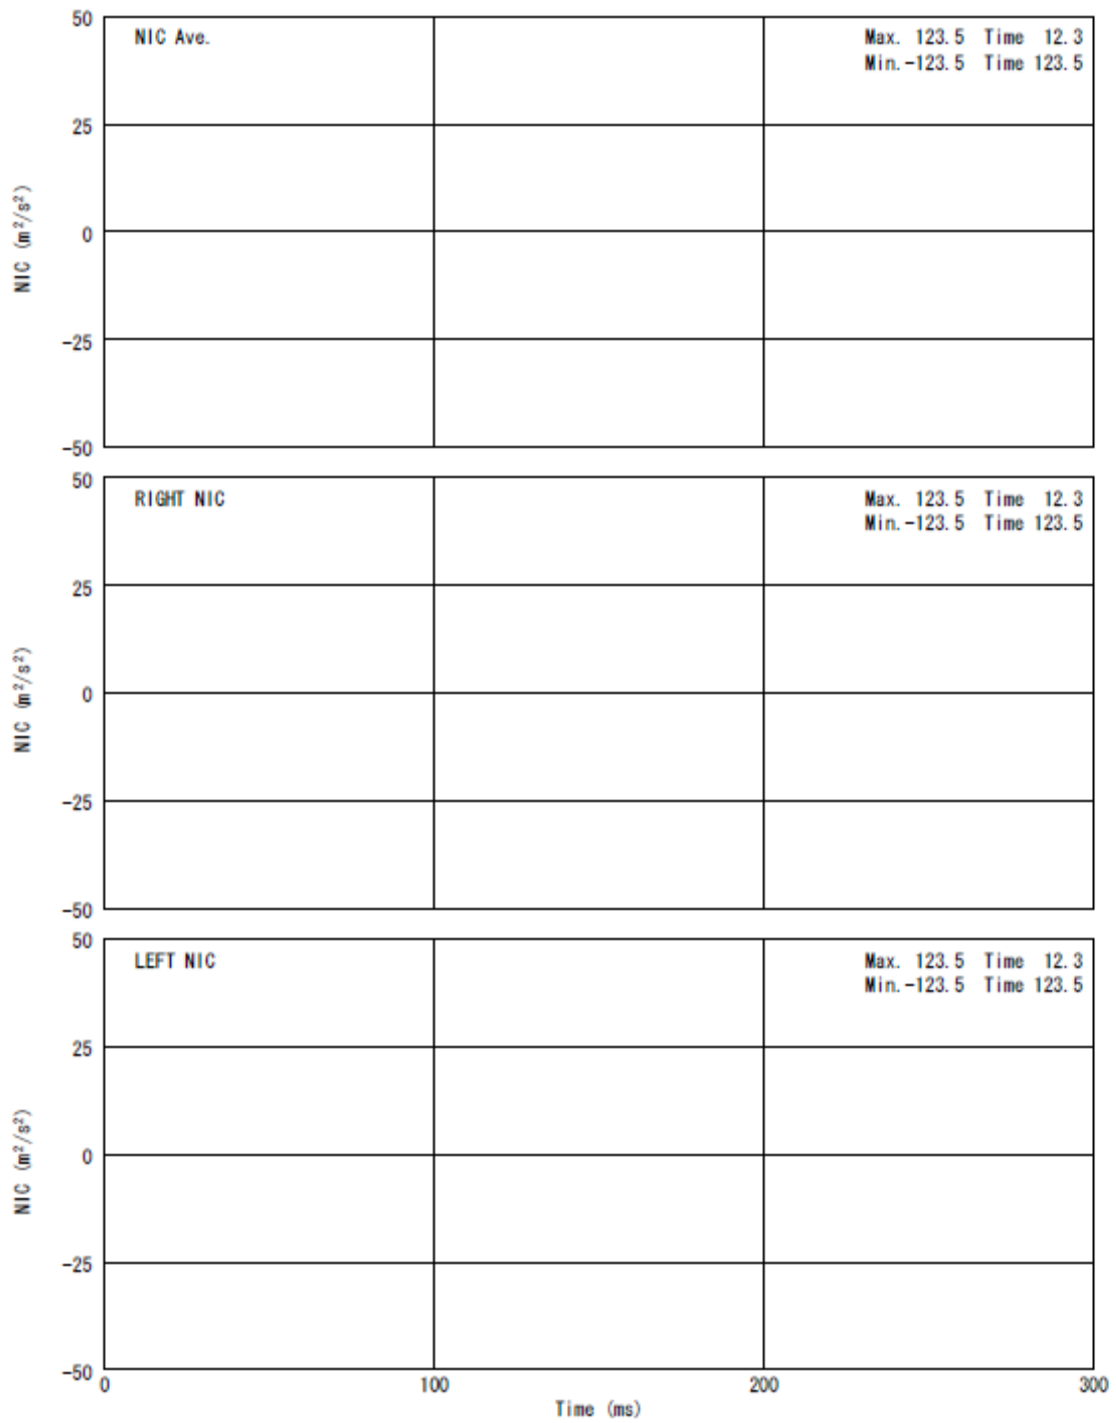 50
NIC Ave.
Max. 123.5 Time 12.3
Min.-123.5 Time 123.5
25
NIC (m²/s²)
0
-25
-50
50
RIGHT NIC
Max. 123.5 Time 12.3
Min.-123.5 Time 123.5
25
NIC (m²/s²)
0
-25
-50
50
LEFT NIC
Max. 123.5 Time 12.3
Min.-123.5 Time 123.5
25
NIC (m²/s²)
0
-25
-50
0 100 200 300
Time (ms)